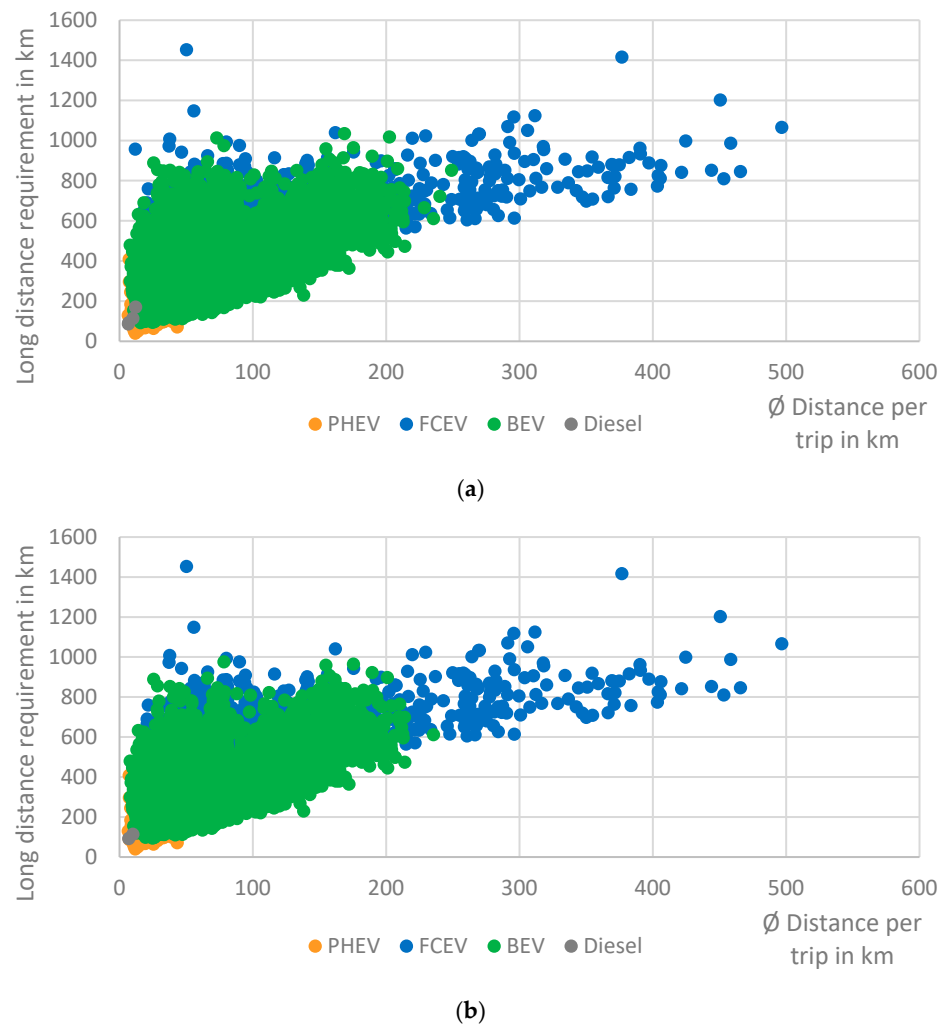 Long distance requirement in km
1600
1400
1200
1000
800
600
400
200
0
0 100 200 300 400 500 600
Ø Distance per
trip in km
PHEV FCEV BEV Diesel
(a)
Long distance requirement in km
1600
1400
1200
1000
800
600
400
200
0
0 100 200 300 400 500 600
Ø Distance per
trip in km
PHEV FCEV BEV Diesel
(b)